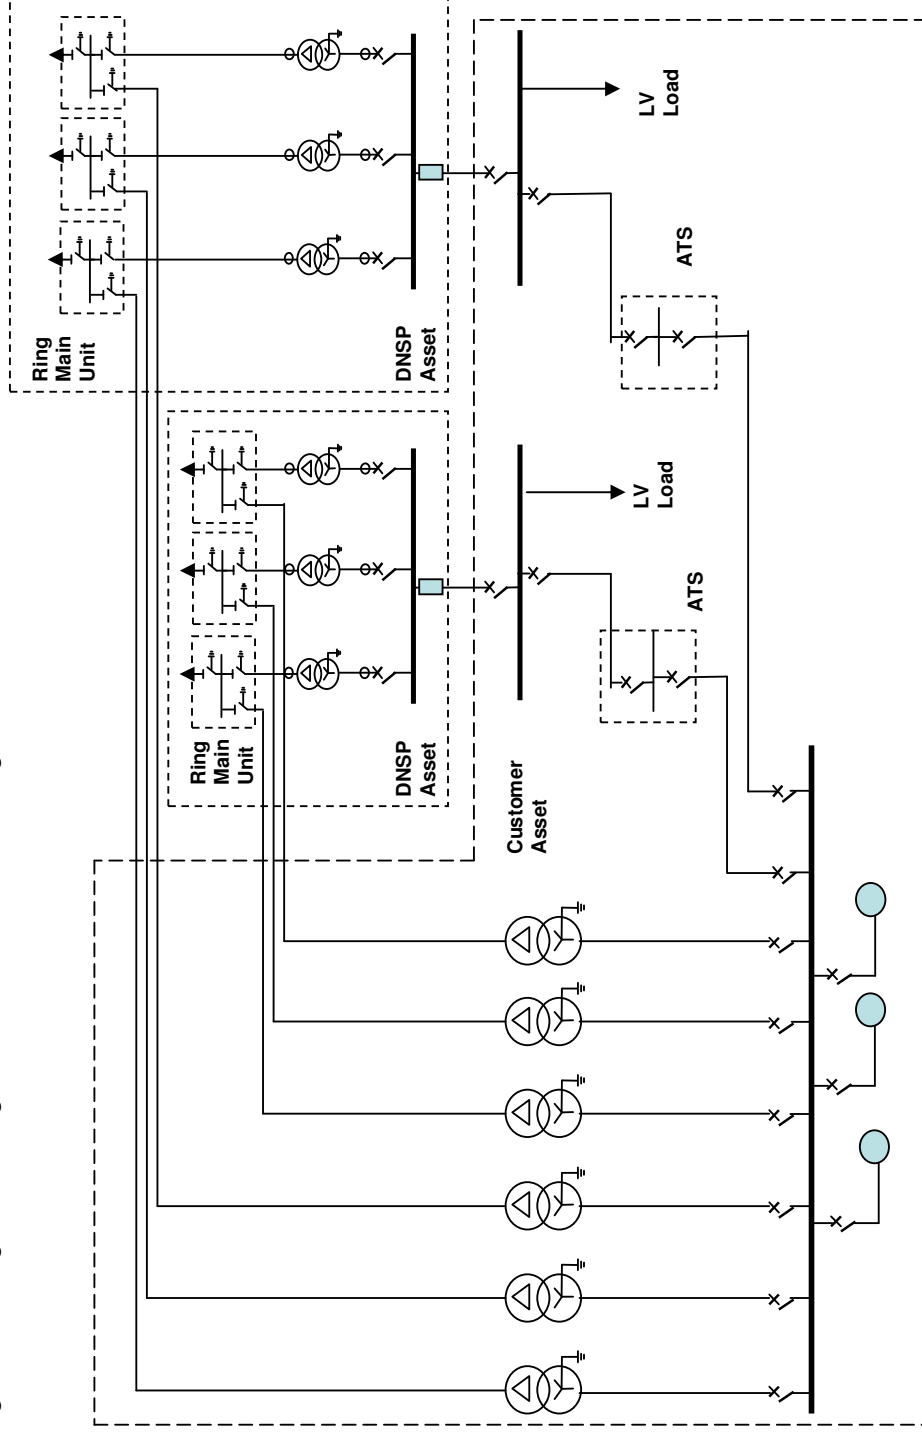 Ring
Main
Unit
DNSP
Asset
LV
Load
ATS
Ring
Main
Unit
DNSP
Asset
LV
Load
ATS
Customer
Asset